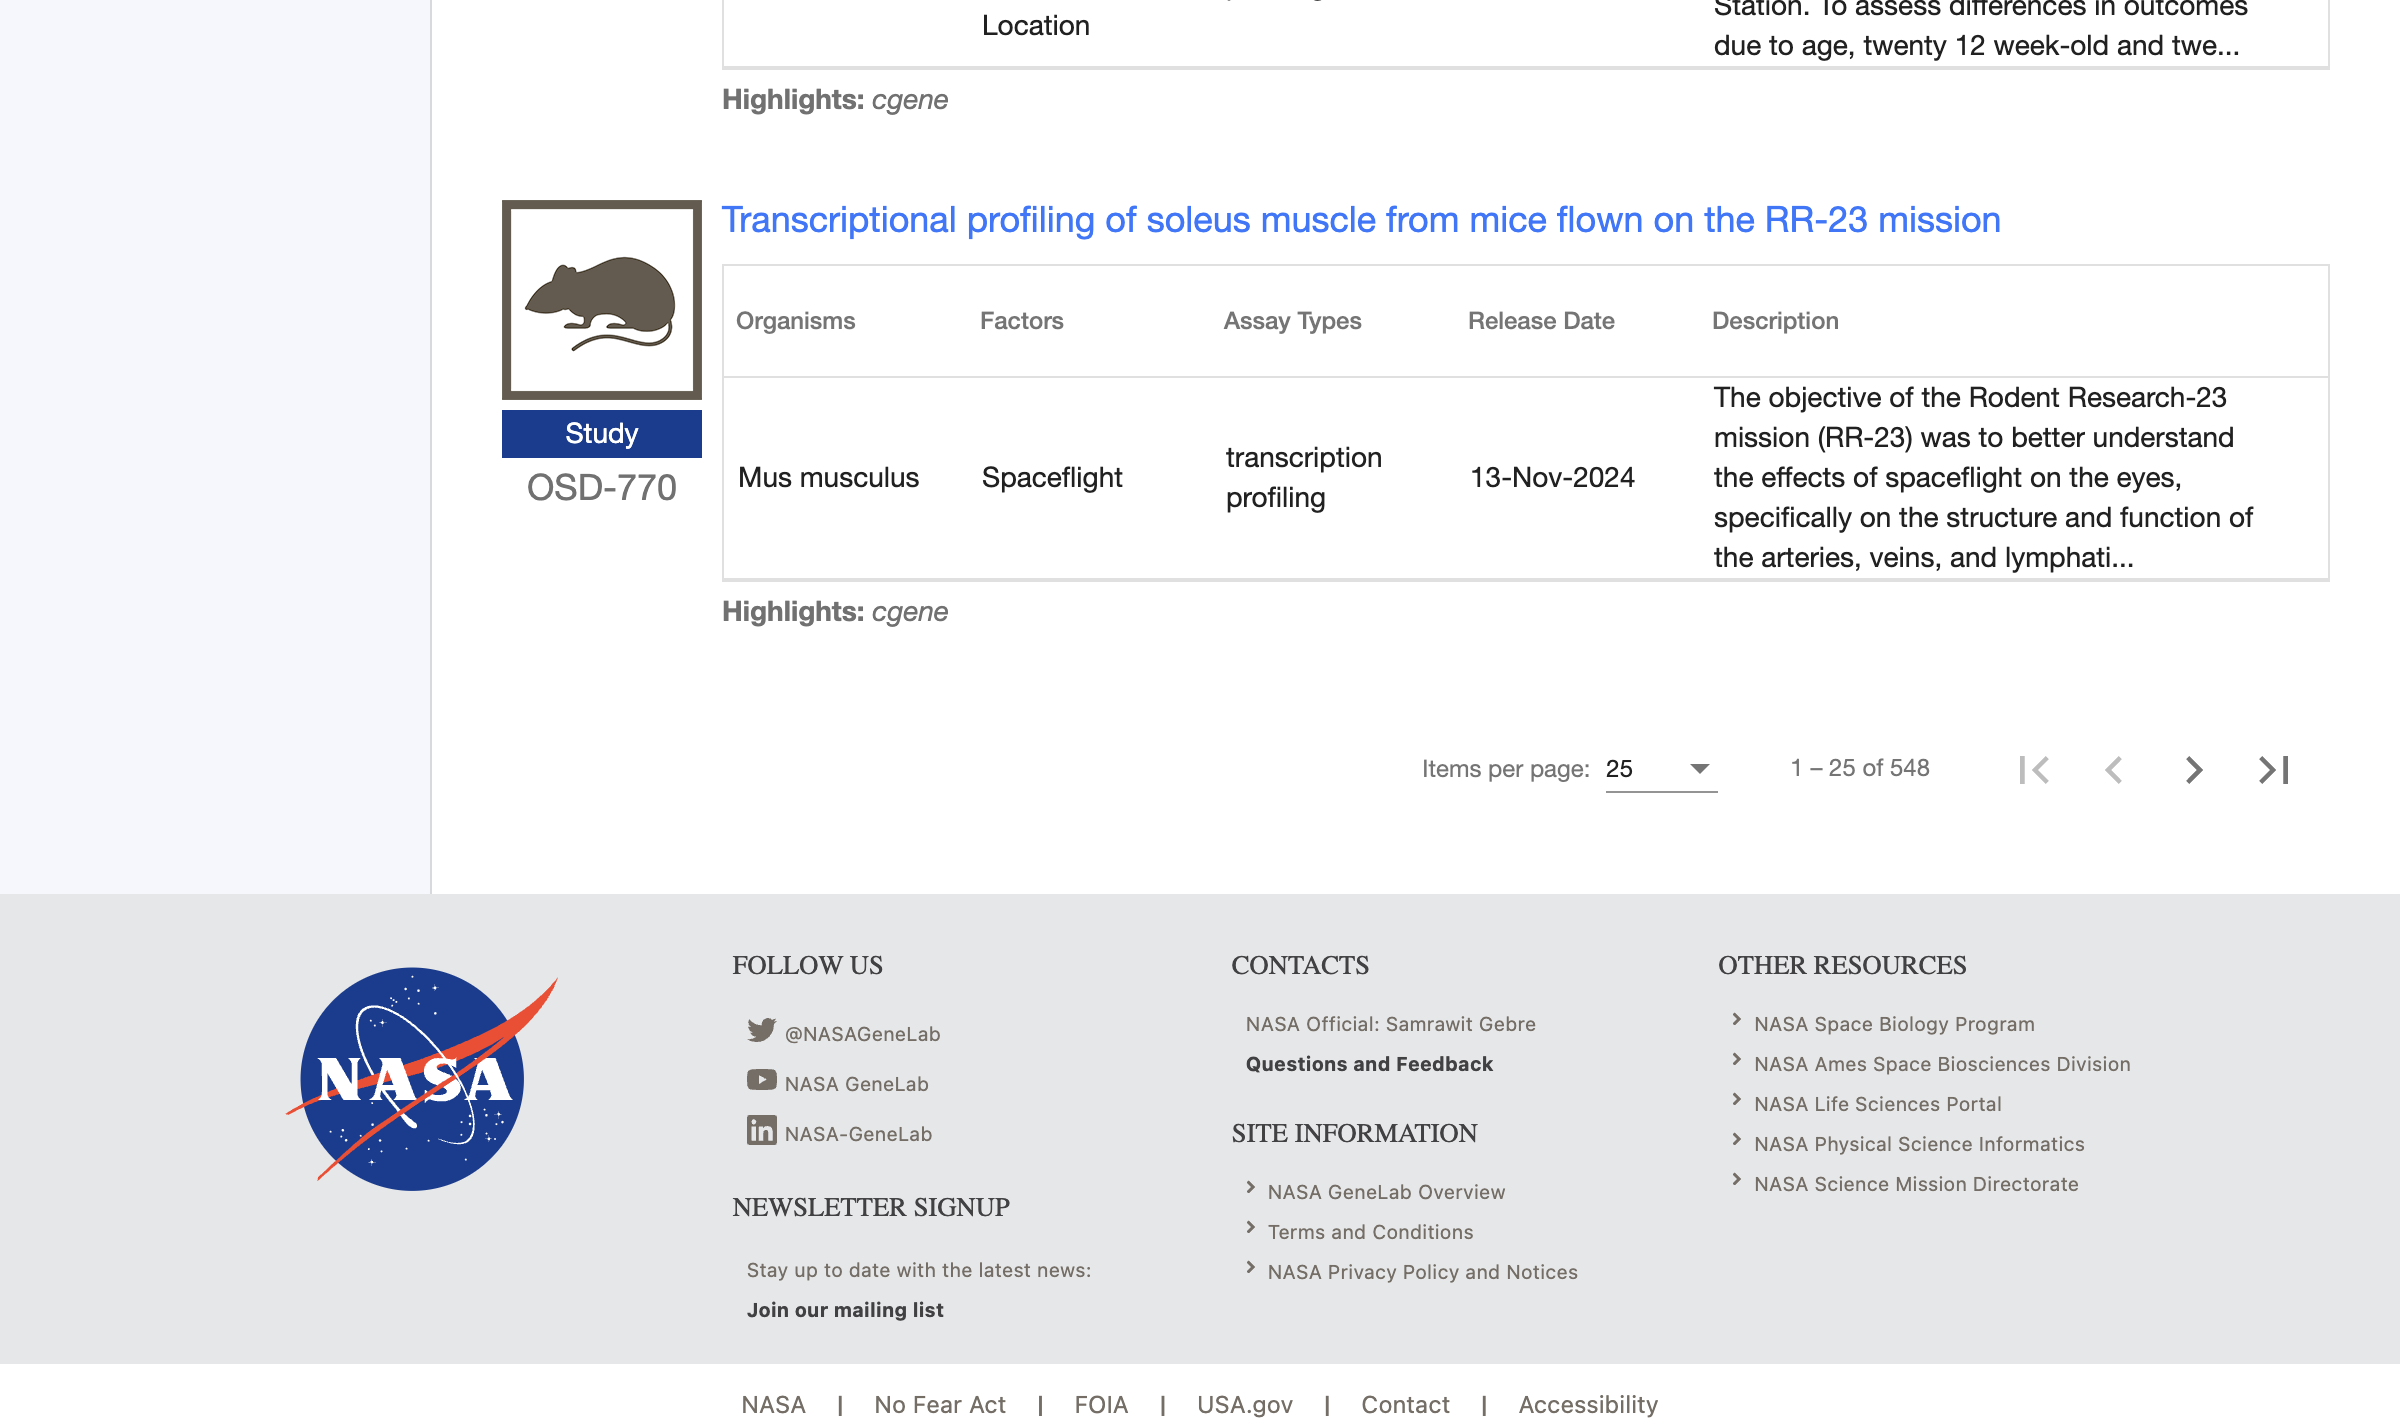 Location
Station. To assess differences in outcomes
due to age, twenty 12 week-old and twe...
Highlights: cgene
Transcriptional profiling of soleus muscle from mice flown on the RR-23 mission
Study
OSD-770
Organisms
Factors
Assay Types
Release Date
Description
Mus musculus
Spaceflight
transcription
profiling
13-Nov-2024
The objective of the Rodent Research-23
mission (RR-23) was to better understand
the effects of spaceflight on the eyes,
specifically on the structure and function of
the arteries, veins, and lymphati...
Highlights: cgene
Items per page: 25
1 – 25 of 548
NASA
FOLLOW US
@NASAGeneLab
NASA GeneLab
NASA-GeneLab
NEWSLETTER SIGNUP
Stay up to date with the latest news:
Join our mailing list
CONTACTS
NASA Official: Samrawit Gebre
Questions and Feedback
SITE INFORMATION
NASA GeneLab Overview
Terms and Conditions
NASA Privacy Policy and Notices
OTHER RESOURCES
NASA Space Biology Program
NASA Ames Space Biosciences Division
NASA Life Sciences Portal
NASA Physical Science Informatics
NASA Science Mission Directorate
NASA | No Fear Act | FOIA | USA.gov | Contact | Accessibility